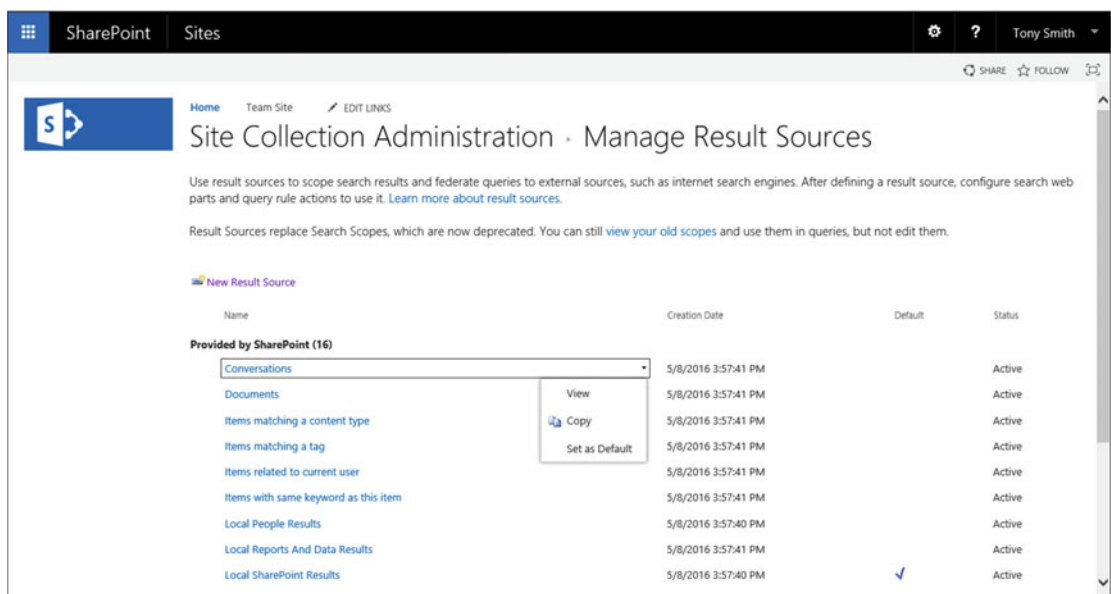 SharePoint Sites ? Tony Smith
SHARE FOLLOW
S
Home Team Site EDIT LINKS
Site Collection Administration › Manage Result Sources
Use result sources to scope search results and federate queries to external sources, such as internet search engines. After defining a result source, configure search web
parts and query rule actions to use it. Learn more about result sources.
Result Sources replace Search Scopes, which are now deprecated. You can still view your old scopes and use them in queries, but not edit them.
New Result Source
Name Creation Date Default Status
Provided by SharePoint (16)
Conversations 5/8/2016 3:57:41 PM Active
Documents View 5/8/2016 3:57:41 PM Active
Items matching a content type Copy 5/8/2016 3:57:41 PM Active
Items matching a tag Set as Default 5/8/2016 3:57:41 PM Active
Items related to current user 5/8/2016 3:57:41 PM Active
Items with same keyword as this item 5/8/2016 3:57:41 PM Active
Local People Results 5/8/2016 3:57:40 PM Active
Local Reports And Data Results 5/8/2016 3:57:41 PM Active
Local SharePoint Results 5/8/2016 3:57:40 PM Active